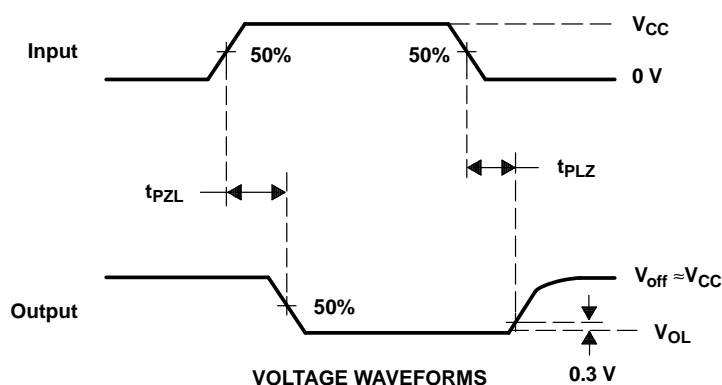 VCC
Input
50%
50%
0 V
tPZL
tPLZ
Voff ≈VCC
Output
50%
VOL
0.3 V
VOLTAGE WAVEFORMS